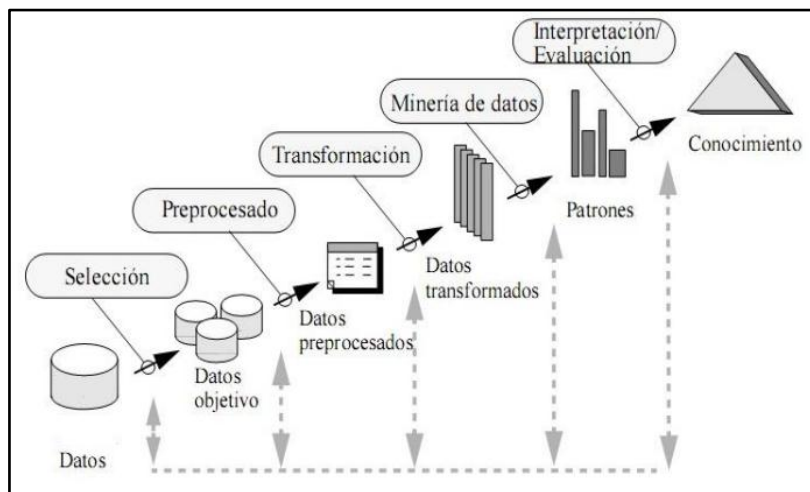 Interpretación/
Evaluación
Minería de datos
Conocimiento
Transformación
Patrones
Preprocesado
Datos
transformados
Selección
Datos
preprocesados
Datos
objetivo
Datos